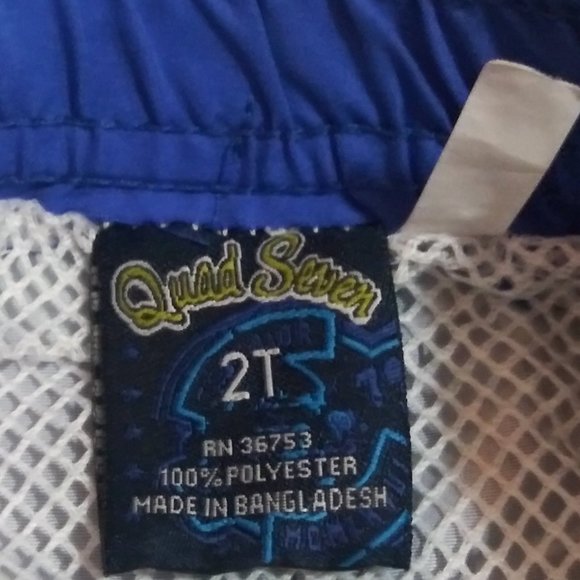 Quad Seven
2T
RN 36753
100% POLYESTER
MADE IN BANGLADESH